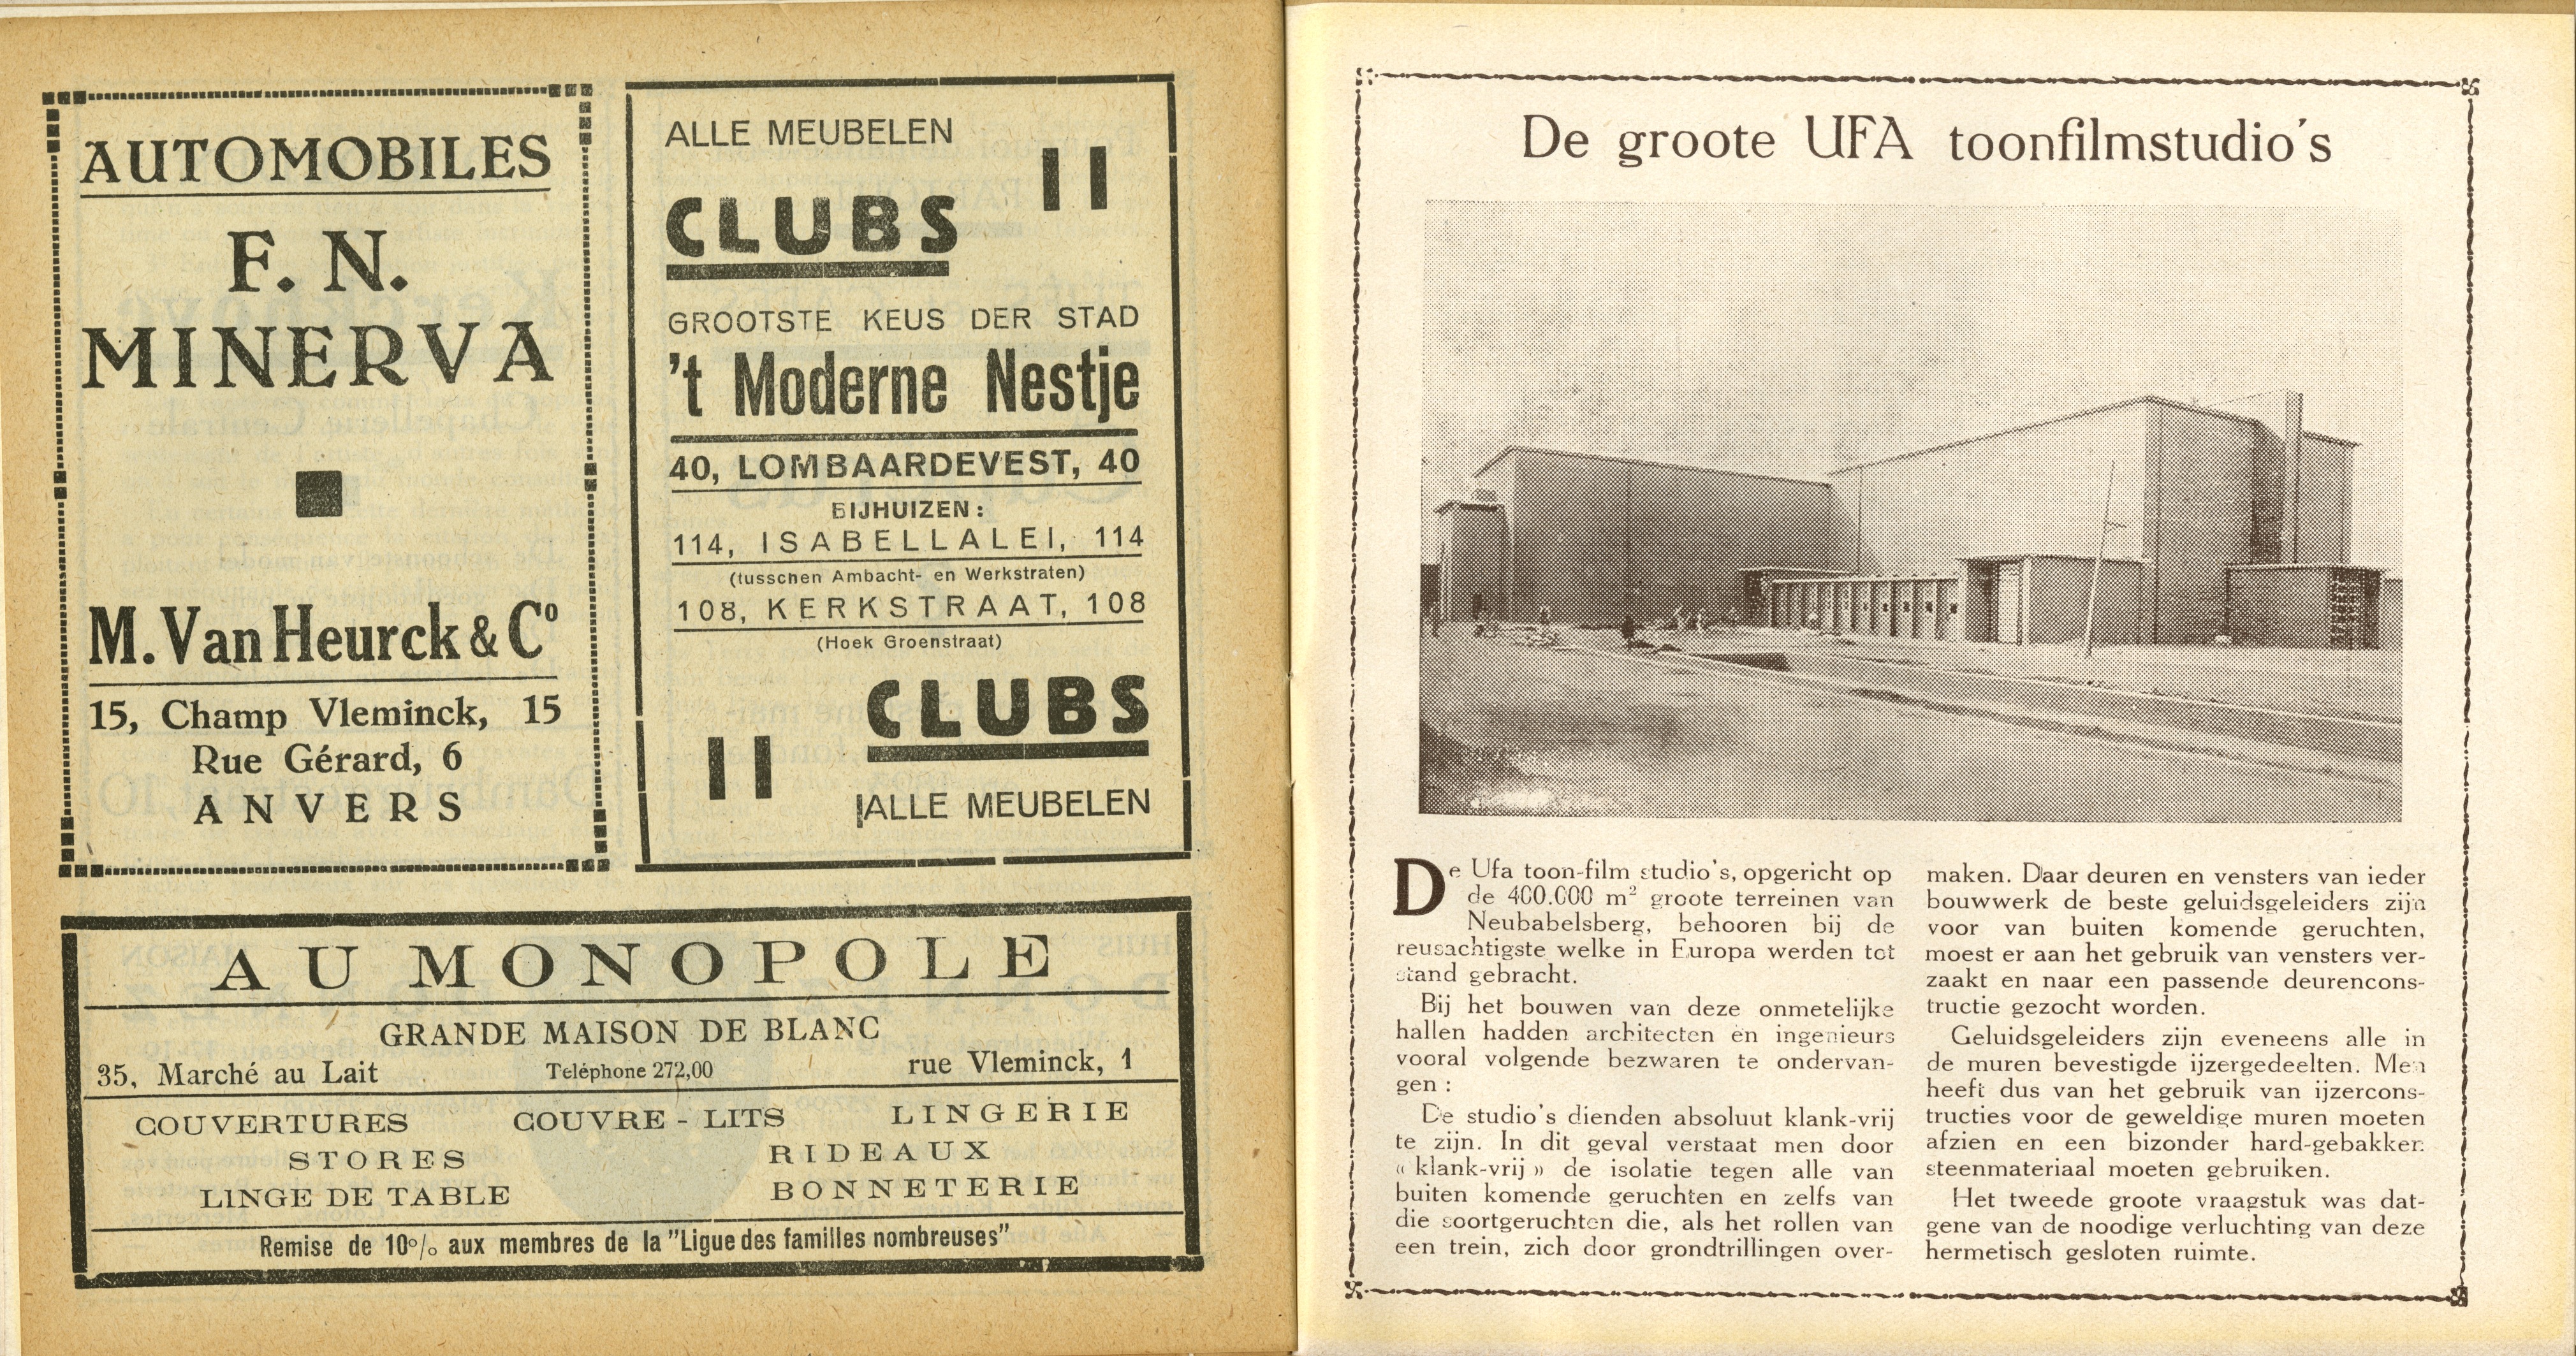 AUTOMOBILES
F. N.
MINERVA
M. Van Heurck & Cº
15, Champ Vleminck, 15
Rue Gérard, 6
ANVERS
ALLE MEUBELEN
CLUBS
GROOTSTE KEUS DER STAD
't Moderne Nestje
40, LOMBAARDEVEST, 40
BIJHUIZEN :
114, ISABELLALEI, 114
(tusschen Ambacht- en Werkstraten)
108, KERKSTRAAT, 108
(Hoek Groenstraat)
CLUBS
ALLE MEUBELEN
AU MONOPOLE
GRANDE MAISON DE BLANC
35, Marché au Lait Teléphone 272,00 rue Vleminck, 1
COUVERTURES COUVRE - LITS LINGERIE
STORES RIDEAUX
LINGE DE TABLE BONNETERIE
Remise de 10% aux membres de la "Ligue des familles nombreuses"
De groote UFA toonfilmstudio's
De Ufa toon-film studio's, opgericht op
de 400.000 m² groote terreinen van
Neubabelsberg, behooren bij de
reusachtigste welke in Europa werden tot
stand gebracht.
Bij het bouwen van deze onmetelijke
hallen hadden architecten en ingenieurs
vooral volgende bezwaren te ondervan-
gen :
De studio's dienden absoluut klank-vrij
te zijn. In dit geval verstaat men door
« klank-vrij » de isolatie tegen alle van
buiten komende geruchten en zelfs van
die soortgeruchten die, als het rollen van
een trein, zich door grondtrillingen over-
maken. Daar deuren en vensters van ieder
bouwwerk de beste geluidsgeleiders zijn
voor van buiten komende geruchten,
moest er aan het gebruik van vensters ver-
zaakt en naar een passende deurencons-
tructie gezocht worden.
Geluidsgeleiders zijn eveneens alle in
de muren bevestigde ijzergedeelten. Men
heeft dus van het gebruik van ijzercons-
tructies voor de geweldige muren moeten
afzien en een bizonder hard-gebakken
steenmateriaal moeten gebruiken.
Het tweede groote vraagstuk was dat-
gene van de noodige verluchting van deze
hermetisch gesloten ruimte.